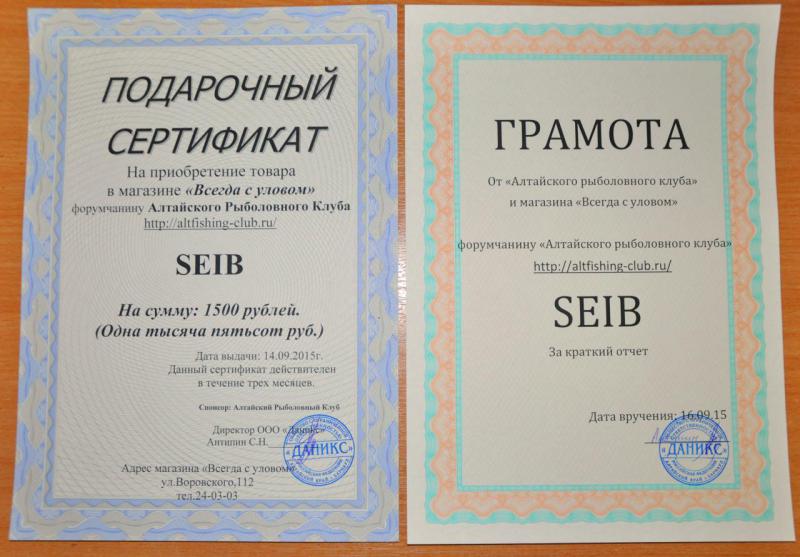 ПОДАРОЧНЫЙ
СЕРТИФИКАТ
На приобретение товара
в магазине «Всегда с уловом»
форумчанину Алтайского Рыболовного Клуба
http://altfishing-club.ru/
SEIB
На сумму: 1500 рублей.
(Одна тысяча пятьсот руб.)
Дата выдачи: 14.09.2015г.
Данный сертификат действителен
в течение трех месяцев.
Спонсор: Алтайский Рыболовный Клуб
Директор ООО «Даникс»
Антипин С.Н.
ДАНИКС
Адрес магазина «Всегда с уловом»
ул.Воровского,112
тел.24-03-03
ГРАМОТА
От «Алтайского рыболовного клуба»
и магазина «Всегда с уловом»
форумчанину «Алтайского рыболовного клуба»
http://altfishing-club.ru/
SEIB
За краткий отчет
Дата вручения: 16.09.15
ДАНИКС